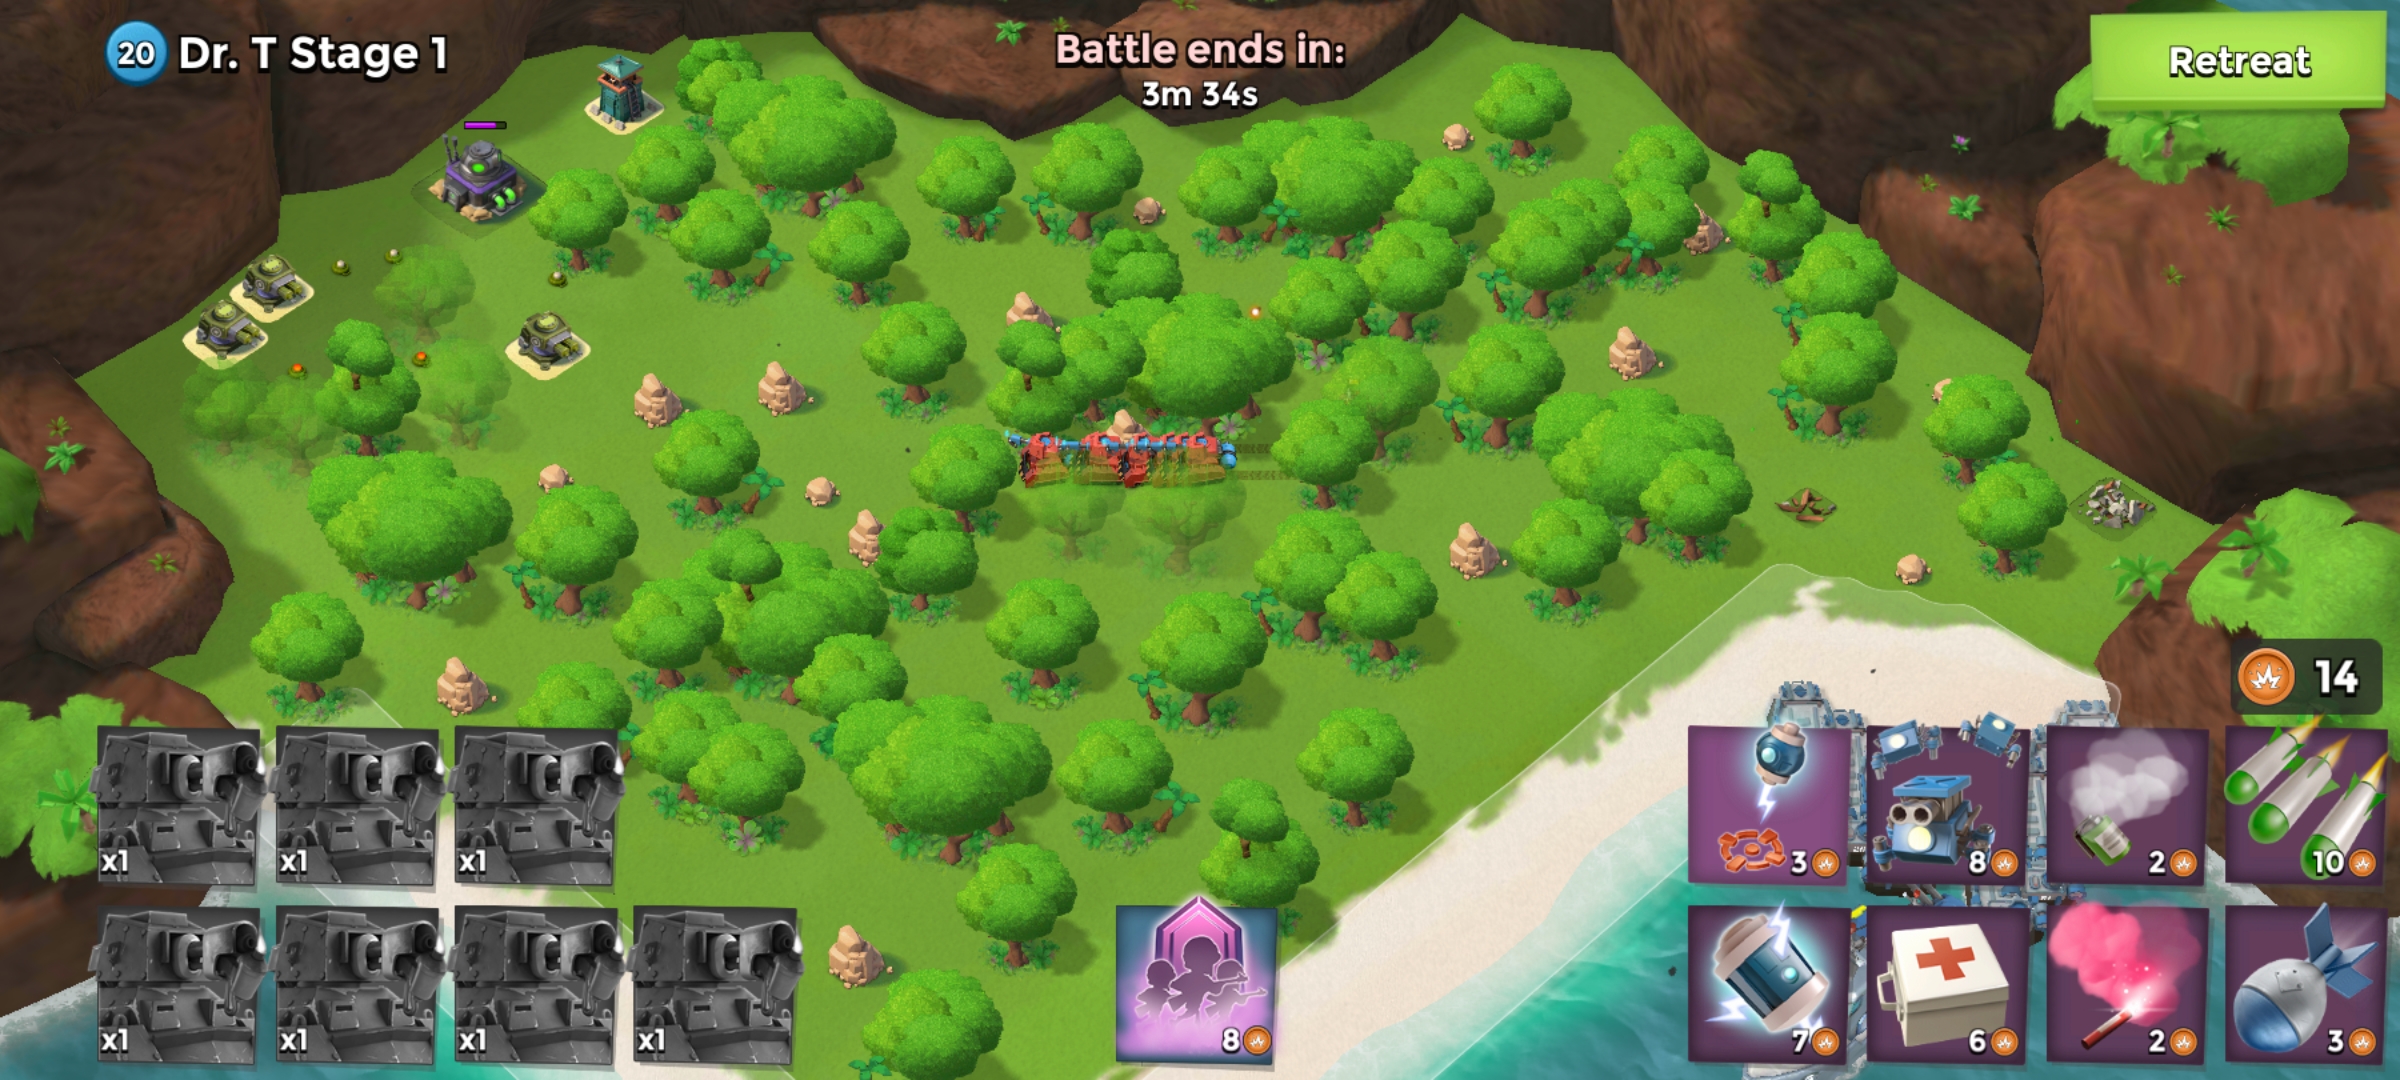 20 Dr. T Stage 1
Battle ends in:
3m 34s
Retreat
14
x1 x1 x1
3 8 2 10
x1 x1 x1 x1
8
7 6 2 3